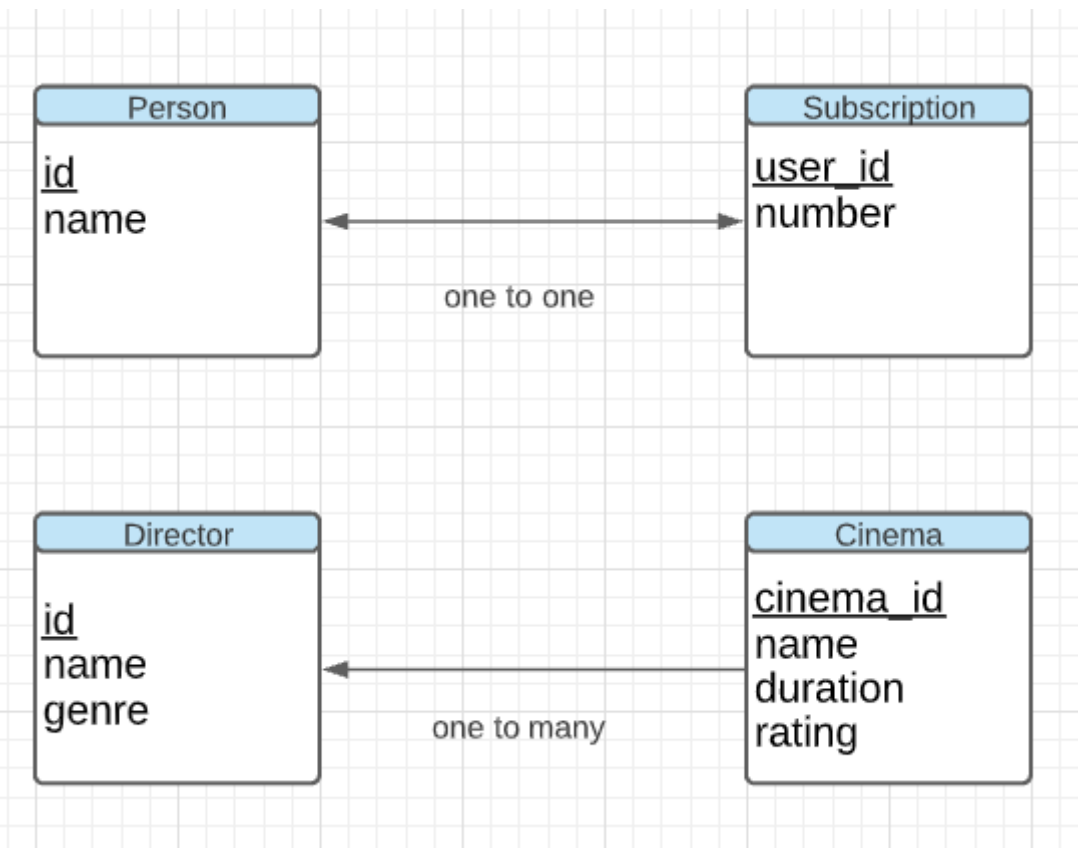 Person
id
name
Subscription
user_id
number
one to one
Director
id
name
genre
Cinema
cinema_id
name
duration
rating
one to many